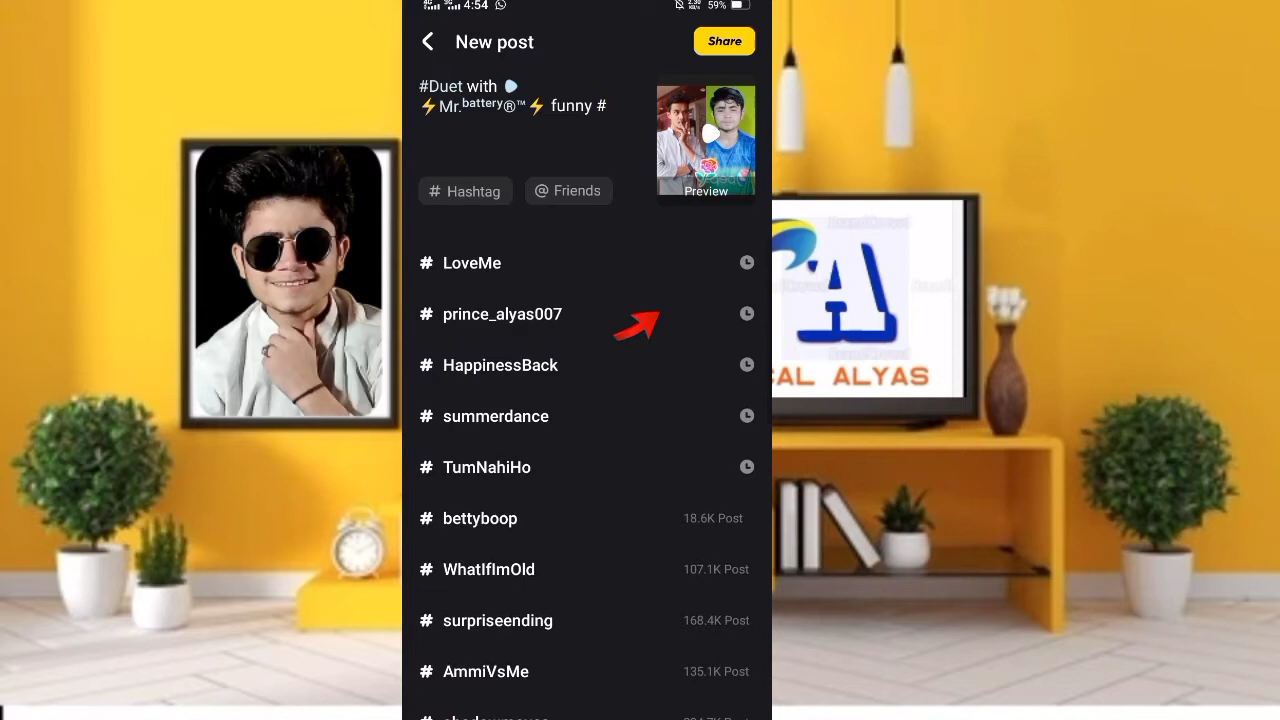 4:54
59%
New post
Share
#Duet with
⚡Mr.ᵇᵃᵗᵗᵉʳʸ®™⚡ funny #
# Hashtag
@ Friends
Preview
# LoveMe
# prince_alyas007
# HappinessBack
# summerdance
# TumNahiHo
# bettyboop 18.6K Post
# WhatIfImOld 107.1K Post
# surpriseending 168.4K Post
# AmmiVsMe 135.1K Post
A
CAL ALYAS